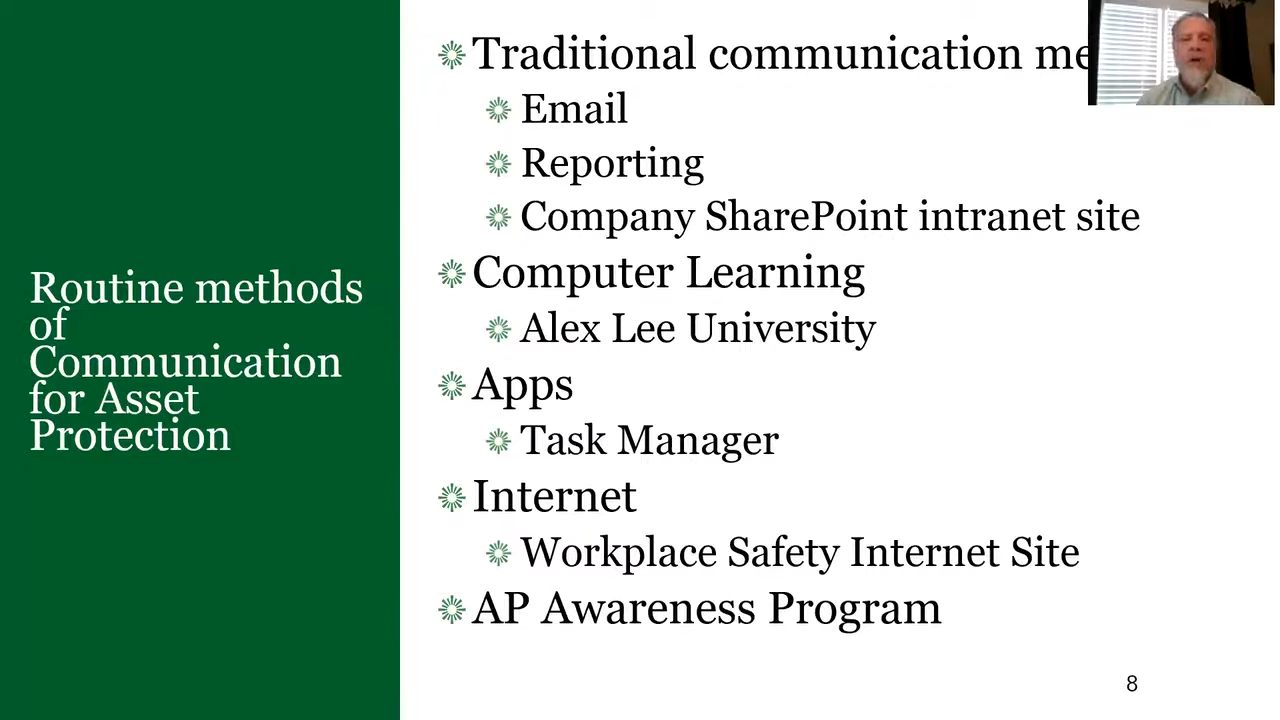 Routine methods
of
Communication
for Asset
Protection
Traditional communication
Email
Reporting
Company SharePoint intranet site
Computer Learning
Alex Lee University
Apps
Task Manager
Internet
Workplace Safety Internet Site
AP Awareness Program
8